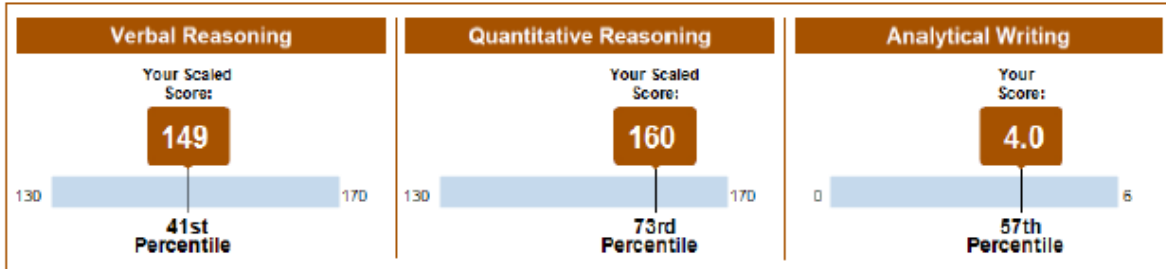 Verbal Reasoning
Your Scaled
Score:
149
130
170
41st
Percentile
Quantitative Reasoning
Your Scaled
Score:
160
130
170
73rd
Percentile
Analytical Writing
Your
Score:
4.0
0
6
57th
Percentile